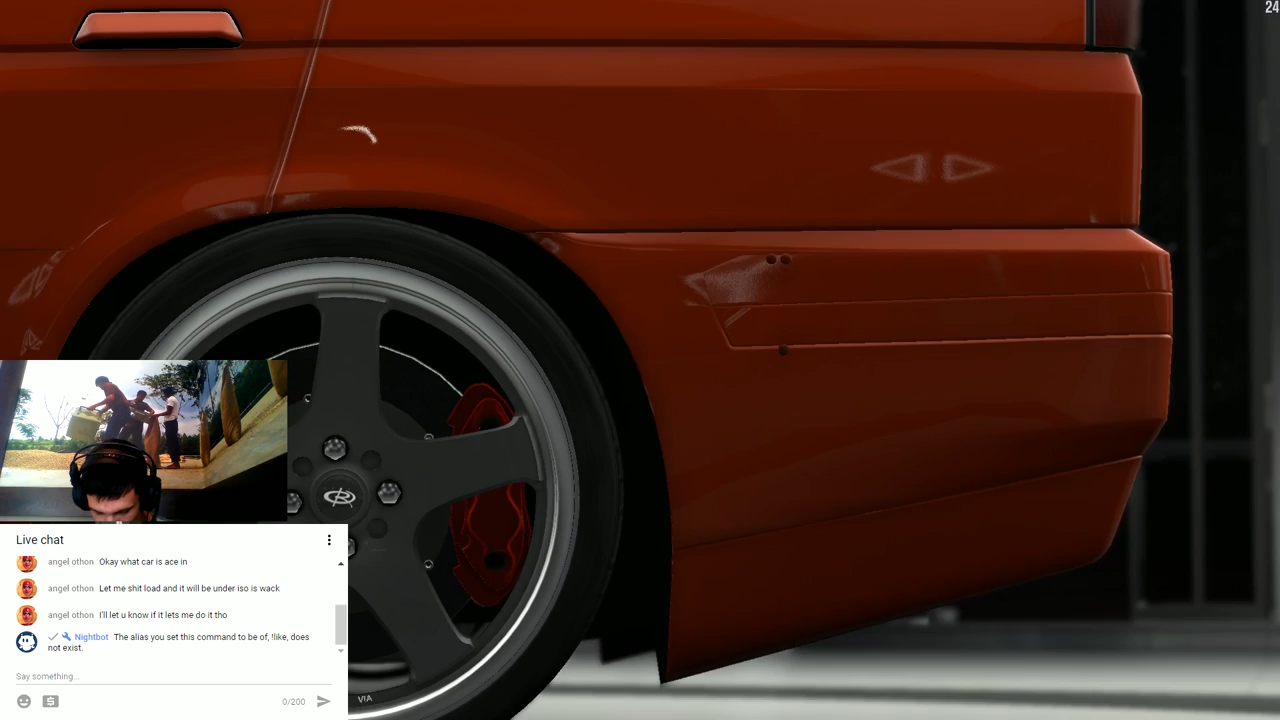 24
Live chat
angel othon Okay what car is ace in
angel othon Let me shit load and it will be under iso is wack
angel othon I'll let u know if it lets me do it tho
Nightbot The alias you set this command to be of, !like, does
not exist.
Say something...
0/200
VIA